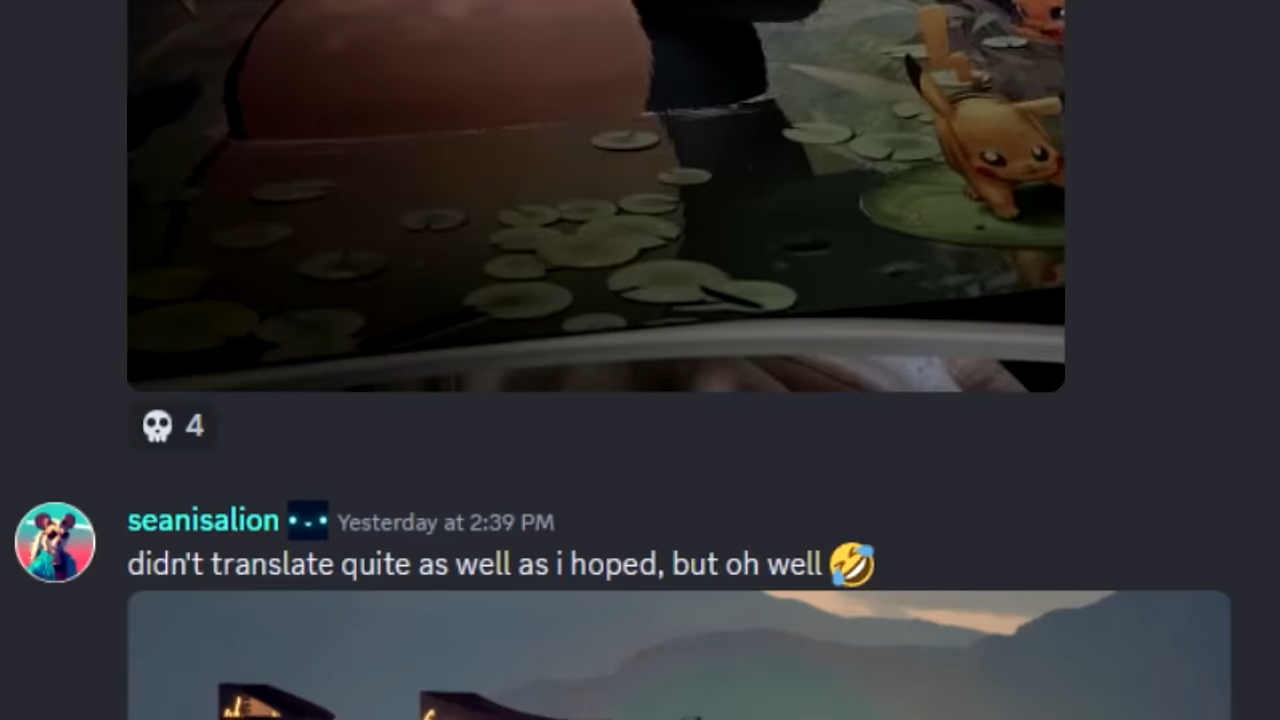 4
seanisalion Yesterday at 2:39 PM
didn't translate quite as well as i hoped, but oh well 🤣